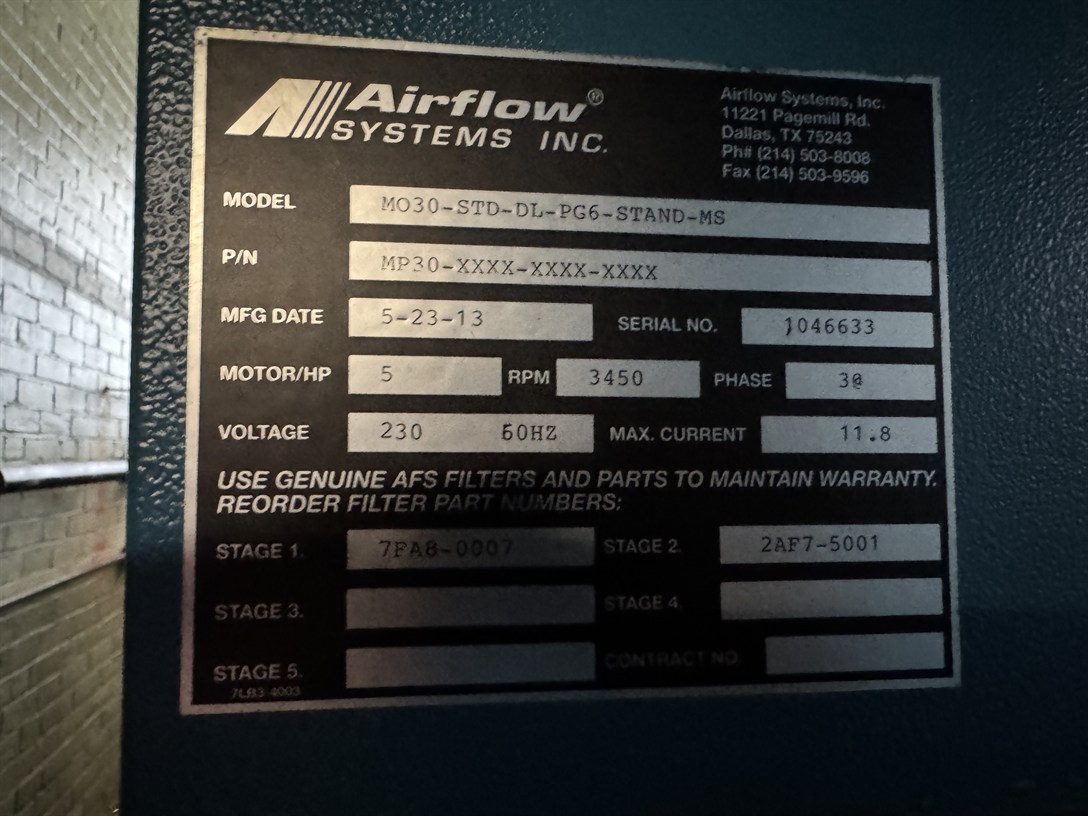 Airflow®
SYSTEMS INC.
Airflow Systems, Inc.
11221 Pagemill Rd.
Dallas, TX 75243
Ph# (214) 503-8008
Fax (214) 503-9596
MODEL MO30-STD-DL-PG6-STAND-MS
P/N MP30-XXXX-XXXX-XXXX
MFG DATE 5-23-13 SERIAL NO. 1046633
MOTOR/HP 5 RPM 3450 PHASE 3@
VOLTAGE 230 60HZ MAX. CURRENT 11.8
USE GENUINE AFS FILTERS AND PARTS TO MAINTAIN WARRANTY.
REORDER FILTER PART NUMBERS:
STAGE 1. 7FA8-0007 STAGE 2. 2AF7-5001
STAGE 3. STAGE 4.
STAGE 5. CONTRACT NO.
7LB3-4003